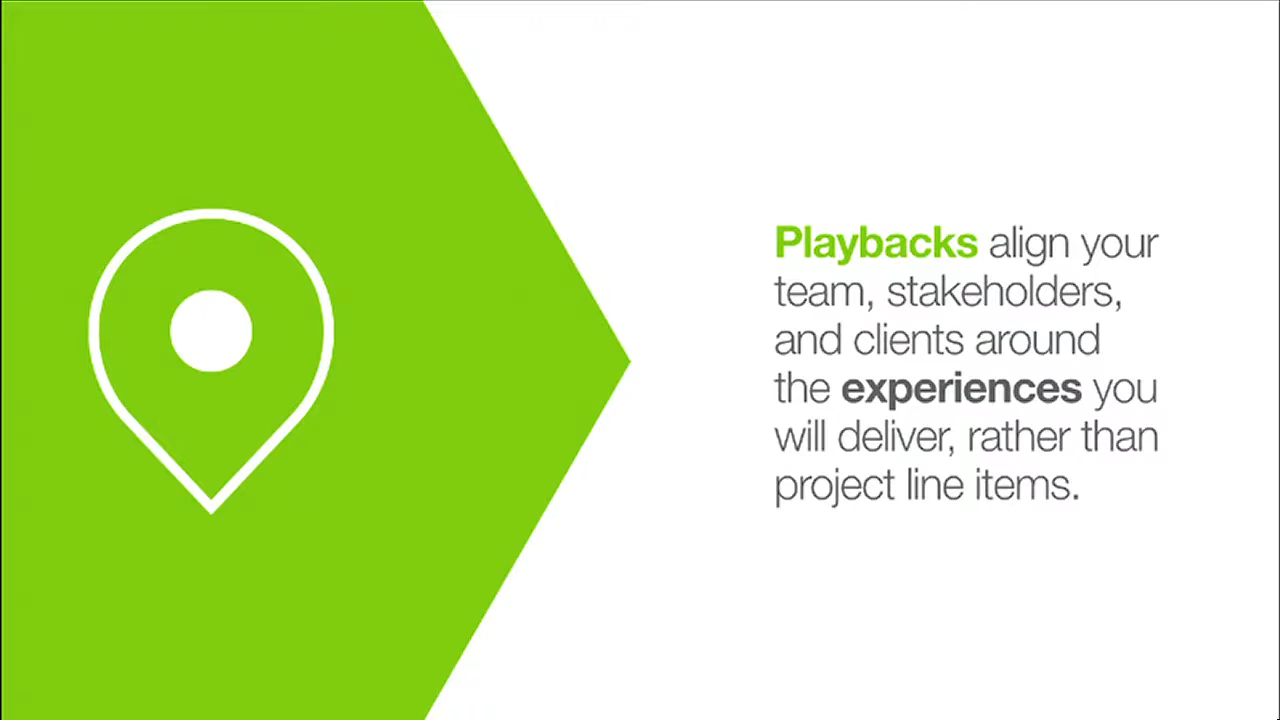 Playbacks align your
team, stakeholders,
and clients around
the experiences you
will deliver, rather than
project line items.